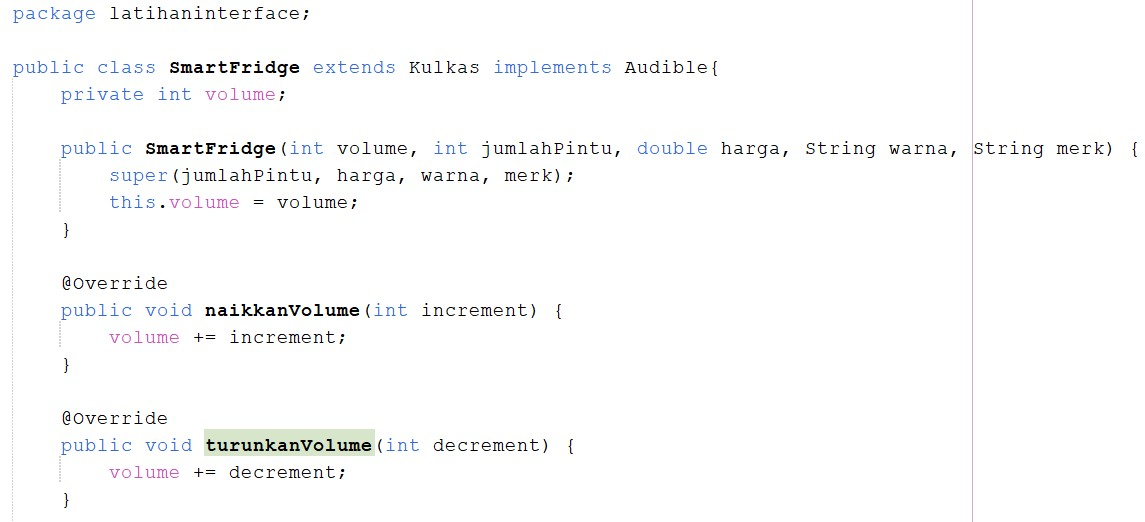 package latihaninterface;
public class SmartFridge extends Kulkas implements Audible{
private int volume;
public SmartFridge(int volume, int jumlahPintu, double harga, String warna, String merk) {
super(jumlahPintu, harga, warna, merk);
this.volume = volume;
}
@Override
public void naikkanVolume(int increment) {
volume += increment;
}
@Override
public void turunkanVolume(int decrement) {
volume += decrement;
}